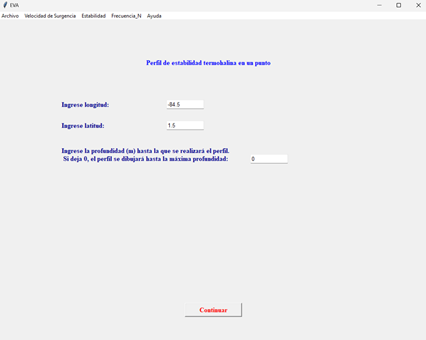 EVA
Archivo Velocidad de Surgencia Estabilidad Frecuencia_N Ayuda
Perfil de estabilidad termohalina en un punto
Ingrese longitud: -84.5
Ingrese latitud: 1.5
Ingrese la profundidad (m) hasta la que se realizará el perfil.
Si deja 0, el perfil se dibujará hasta la máxima profundidad: 0
Continuar